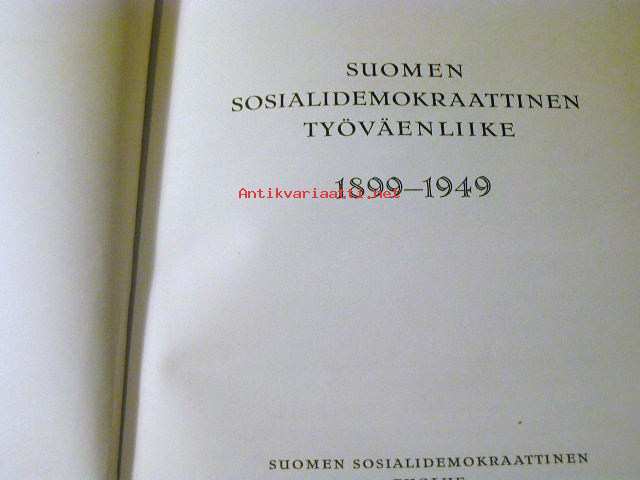 SUOMEN
SOSIALIDEMOKRAATTINEN
TYÖVÄENLIIKE
1899–1949
Antikvariaatti.net
SUOMEN SOSIALIDEMOKRAATTINEN